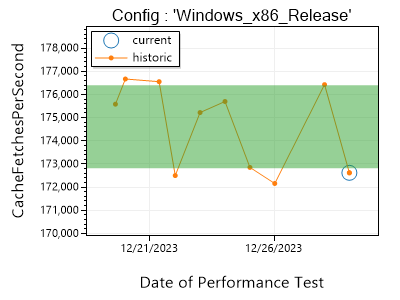 Config : 'Windows_x86_Release'
current
historic
CacheFetchesPerSecond
178,000
177,000
176,000
175,000
174,000
173,000
172,000
171,000
170,000
12/21/2023
12/26/2023
Date of Performance Test